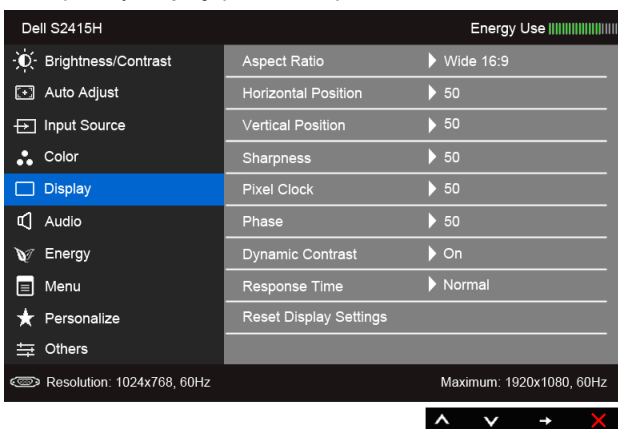 Dell S2415H Energy Use
Brightness/Contrast Aspect Ratio Wide 16:9
Auto Adjust Horizontal Position 50
Input Source Vertical Position 50
Color Sharpness 50
Display Pixel Clock 50
Audio Phase 50
Energy Dynamic Contrast On
Menu Response Time Normal
Personalize Reset Display Settings
Others
Resolution: 1024x768, 60Hz Maximum: 1920x1080, 60Hz